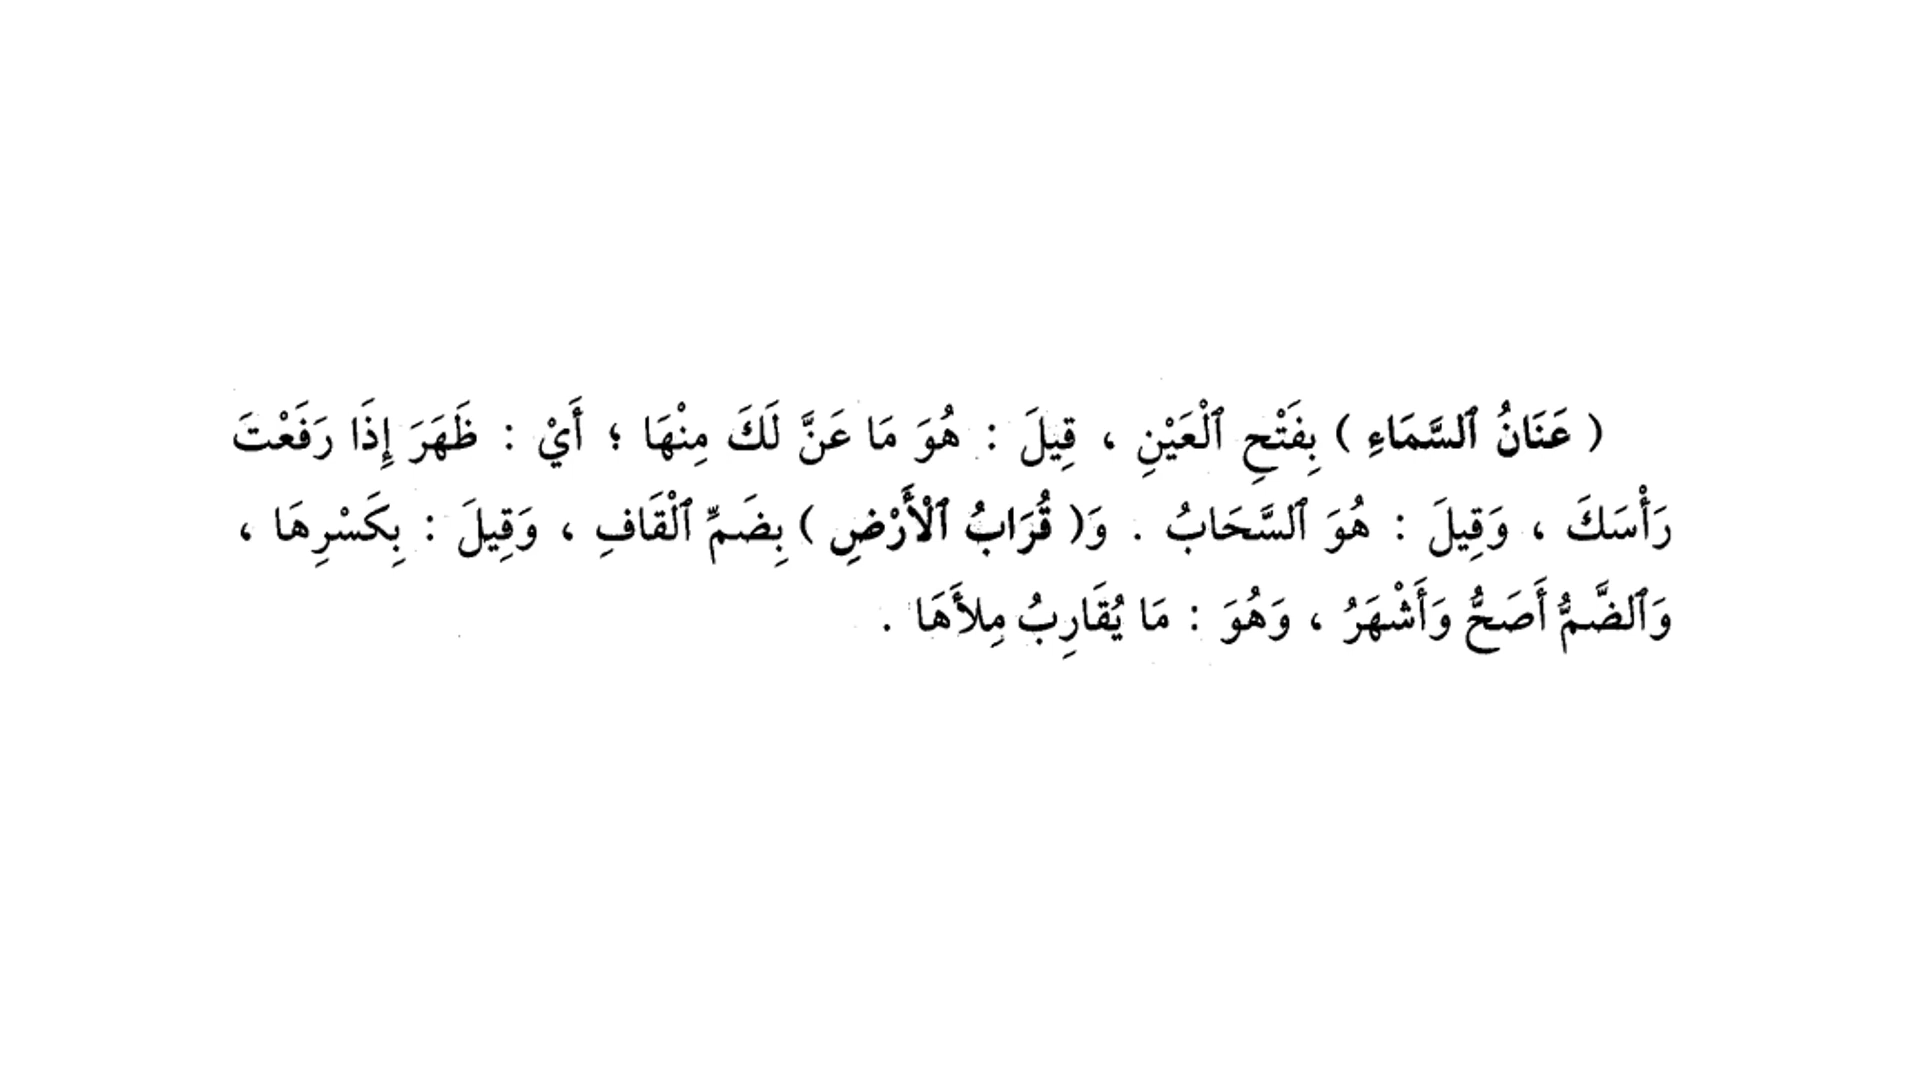 ( عَنَانُ ٱلسَّمَاءِ ) بِفَتْحِ ٱلْعَيْنِ ، قِيلَ : هُوَ مَا عَنَّ لَكَ مِنْهَا ؛ أَيْ : ظَهَرَ إِذَا رَفَعْتَ
رَأْسَكَ ، وَقِيلَ : هُوَ ٱلسَّحَابُ . وَ( قُرَابُ ٱلْأَرْضِ ) بِضَمِّ ٱلْقَافِ ، وَقِيلَ : بِكَسْرِهَا ،
وَٱلضَّمُّ أَصَحُّ وَأَشْهَرُ ، وَهُوَ : مَا يُقَارِبُ مِلأَهَا .